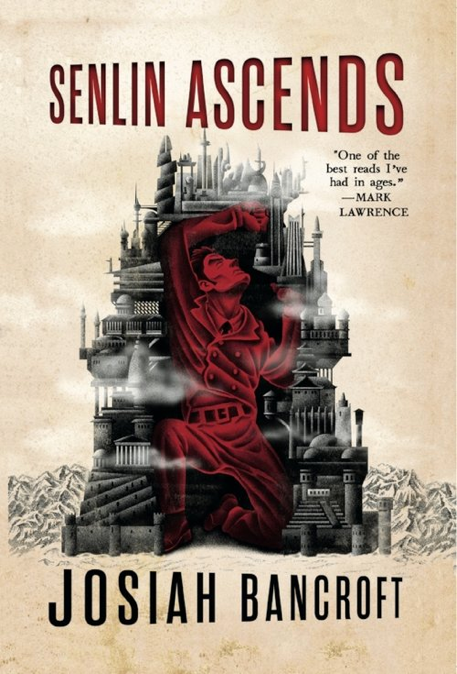 SENLIN ASCENDS
"One of the
best reads I've
had in ages."
—MARK
LAWRENCE
JOSIAH BANCROFT